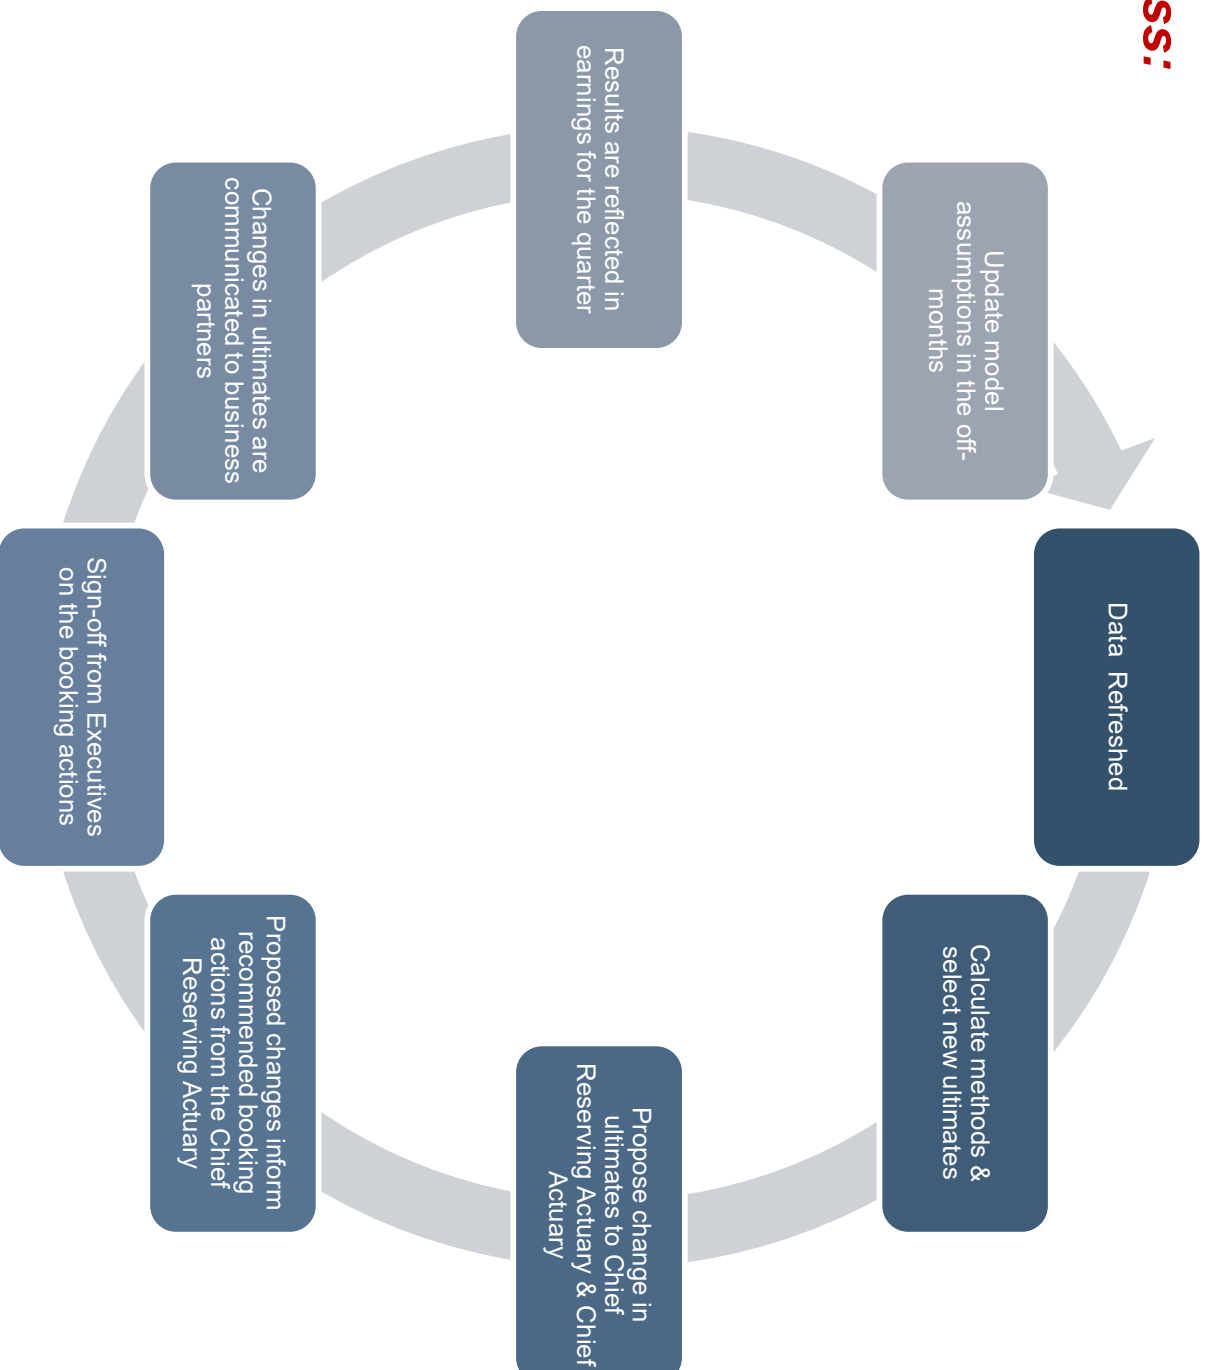 ss:
Data  Refreshed
Calculate methods &
select new ultimates
Propose change in
ultimates to Chief
Reserving Actuary & Chief
Actuary
Proposed changes inform
recommended booking
actions from the Chief
Reserving Actuary
Sign-off from Executives
on the booking actions
Changes in ultimates are
communicated to business
partners
Results are reflected in
earnings for the quarter
Update model
assumptions in the off-
months